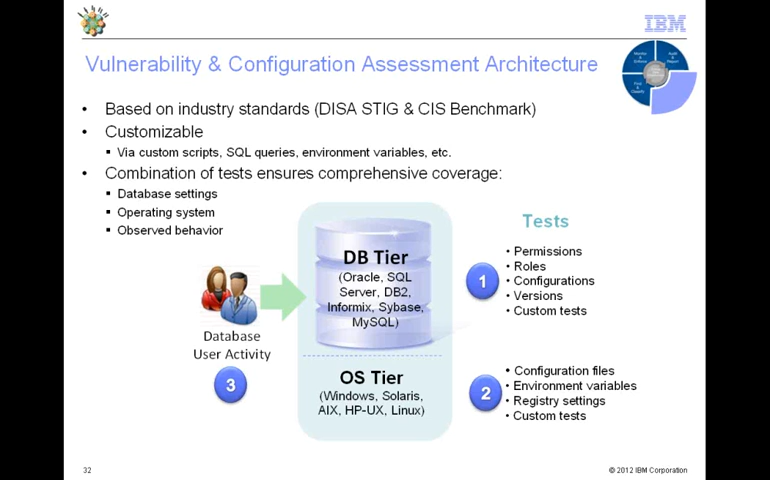 IBM
Vulnerability & Configuration Assessment Architecture
• Based on industry standards (DISA STIG & CIS Benchmark)
• Customizable
▪ Via custom scripts, SQL queries, environment variables, etc.
• Combination of tests ensures comprehensive coverage:
▪ Database settings
▪ Operating system
▪ Observed behavior
DB Tier
(Oracle, SQL
Server, DB2,
Informix, Sybase,
MySQL)
Database
User Activity
3
OS Tier
(Windows, Solaris,
AIX, HP-UX, Linux)
Tests
1
• Permissions
• Roles
• Configurations
• Versions
• Custom tests
2
• Configuration files
• Environment variables
• Registry settings
• Custom tests
32
© 2012 IBM Corporation